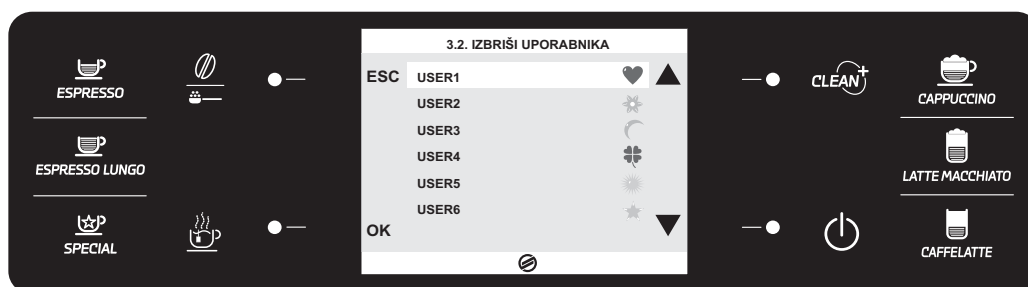 ESPRESSO
ESPRESSO LUNGO
SPECIAL
3.2. IZBRIŠI UPORABNIKA
ESC
USER1
USER2
USER3
USER4
USER5
USER6
OK
CLEAN+
CAPPUCCINO
LATTE MACCHIATO
CAFFELATTE